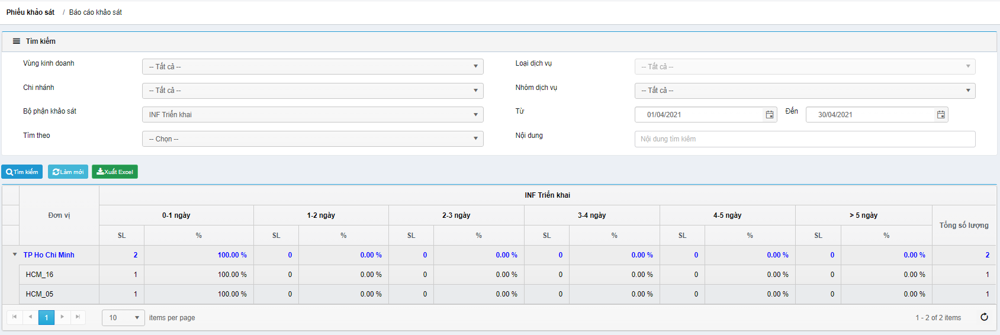 Phiếu khảo sát / Báo cáo khảo sát
Tìm kiếm
Vùng kinh doanh -- Tất cả -- Loại dịch vụ -- Tất cả --
Chi nhánh -- Tất cả -- Nhóm dịch vụ -- Tất cả --
Bộ phận khảo sát INF Triển khai Từ 01/04/2021 Đến 30/04/2021
Tìm theo -- Chọn -- Nội dung Nội dung tìm kiếm
Tìm kiếm Làm mới Xuất Excel
INF Triển khai
Đơn vị 0-1 ngày 1-2 ngày 2-3 ngày 3-4 ngày 4-5 ngày > 5 ngày Tổng số lượng
SL % SL % SL % SL % SL % SL %
TP Ho Chi Minh 2 100.00 % 0 0.00 % 0 0.00 % 0 0.00 % 0 0.00 % 0 0.00 % 2
HCM_16 1 100.00 % 0 0.00 % 0 0.00 % 0 0.00 % 0 0.00 % 0 0.00 % 1
HCM_05 1 100.00 % 0 0.00 % 0 0.00 % 0 0.00 % 0 0.00 % 0 0.00 % 1
1 10 items per page 1 - 2 of 2 items